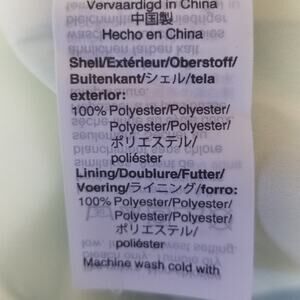 Vervaardigd in China
中国製
Hecho en China
Shell/Extérieur/Oberstoff/
Buitenkant/シェル/tela
exterior:
100% Polyester/Polyester/
Polyester/Polyester/
ポリエステル/
poliéster
Lining/Doublure/Futter/
Voering/ライニング/forro:
100% Polyester/Polyester/
Polyester/Polyester/
ポリエステル/
poliéster
Machine wash cold with